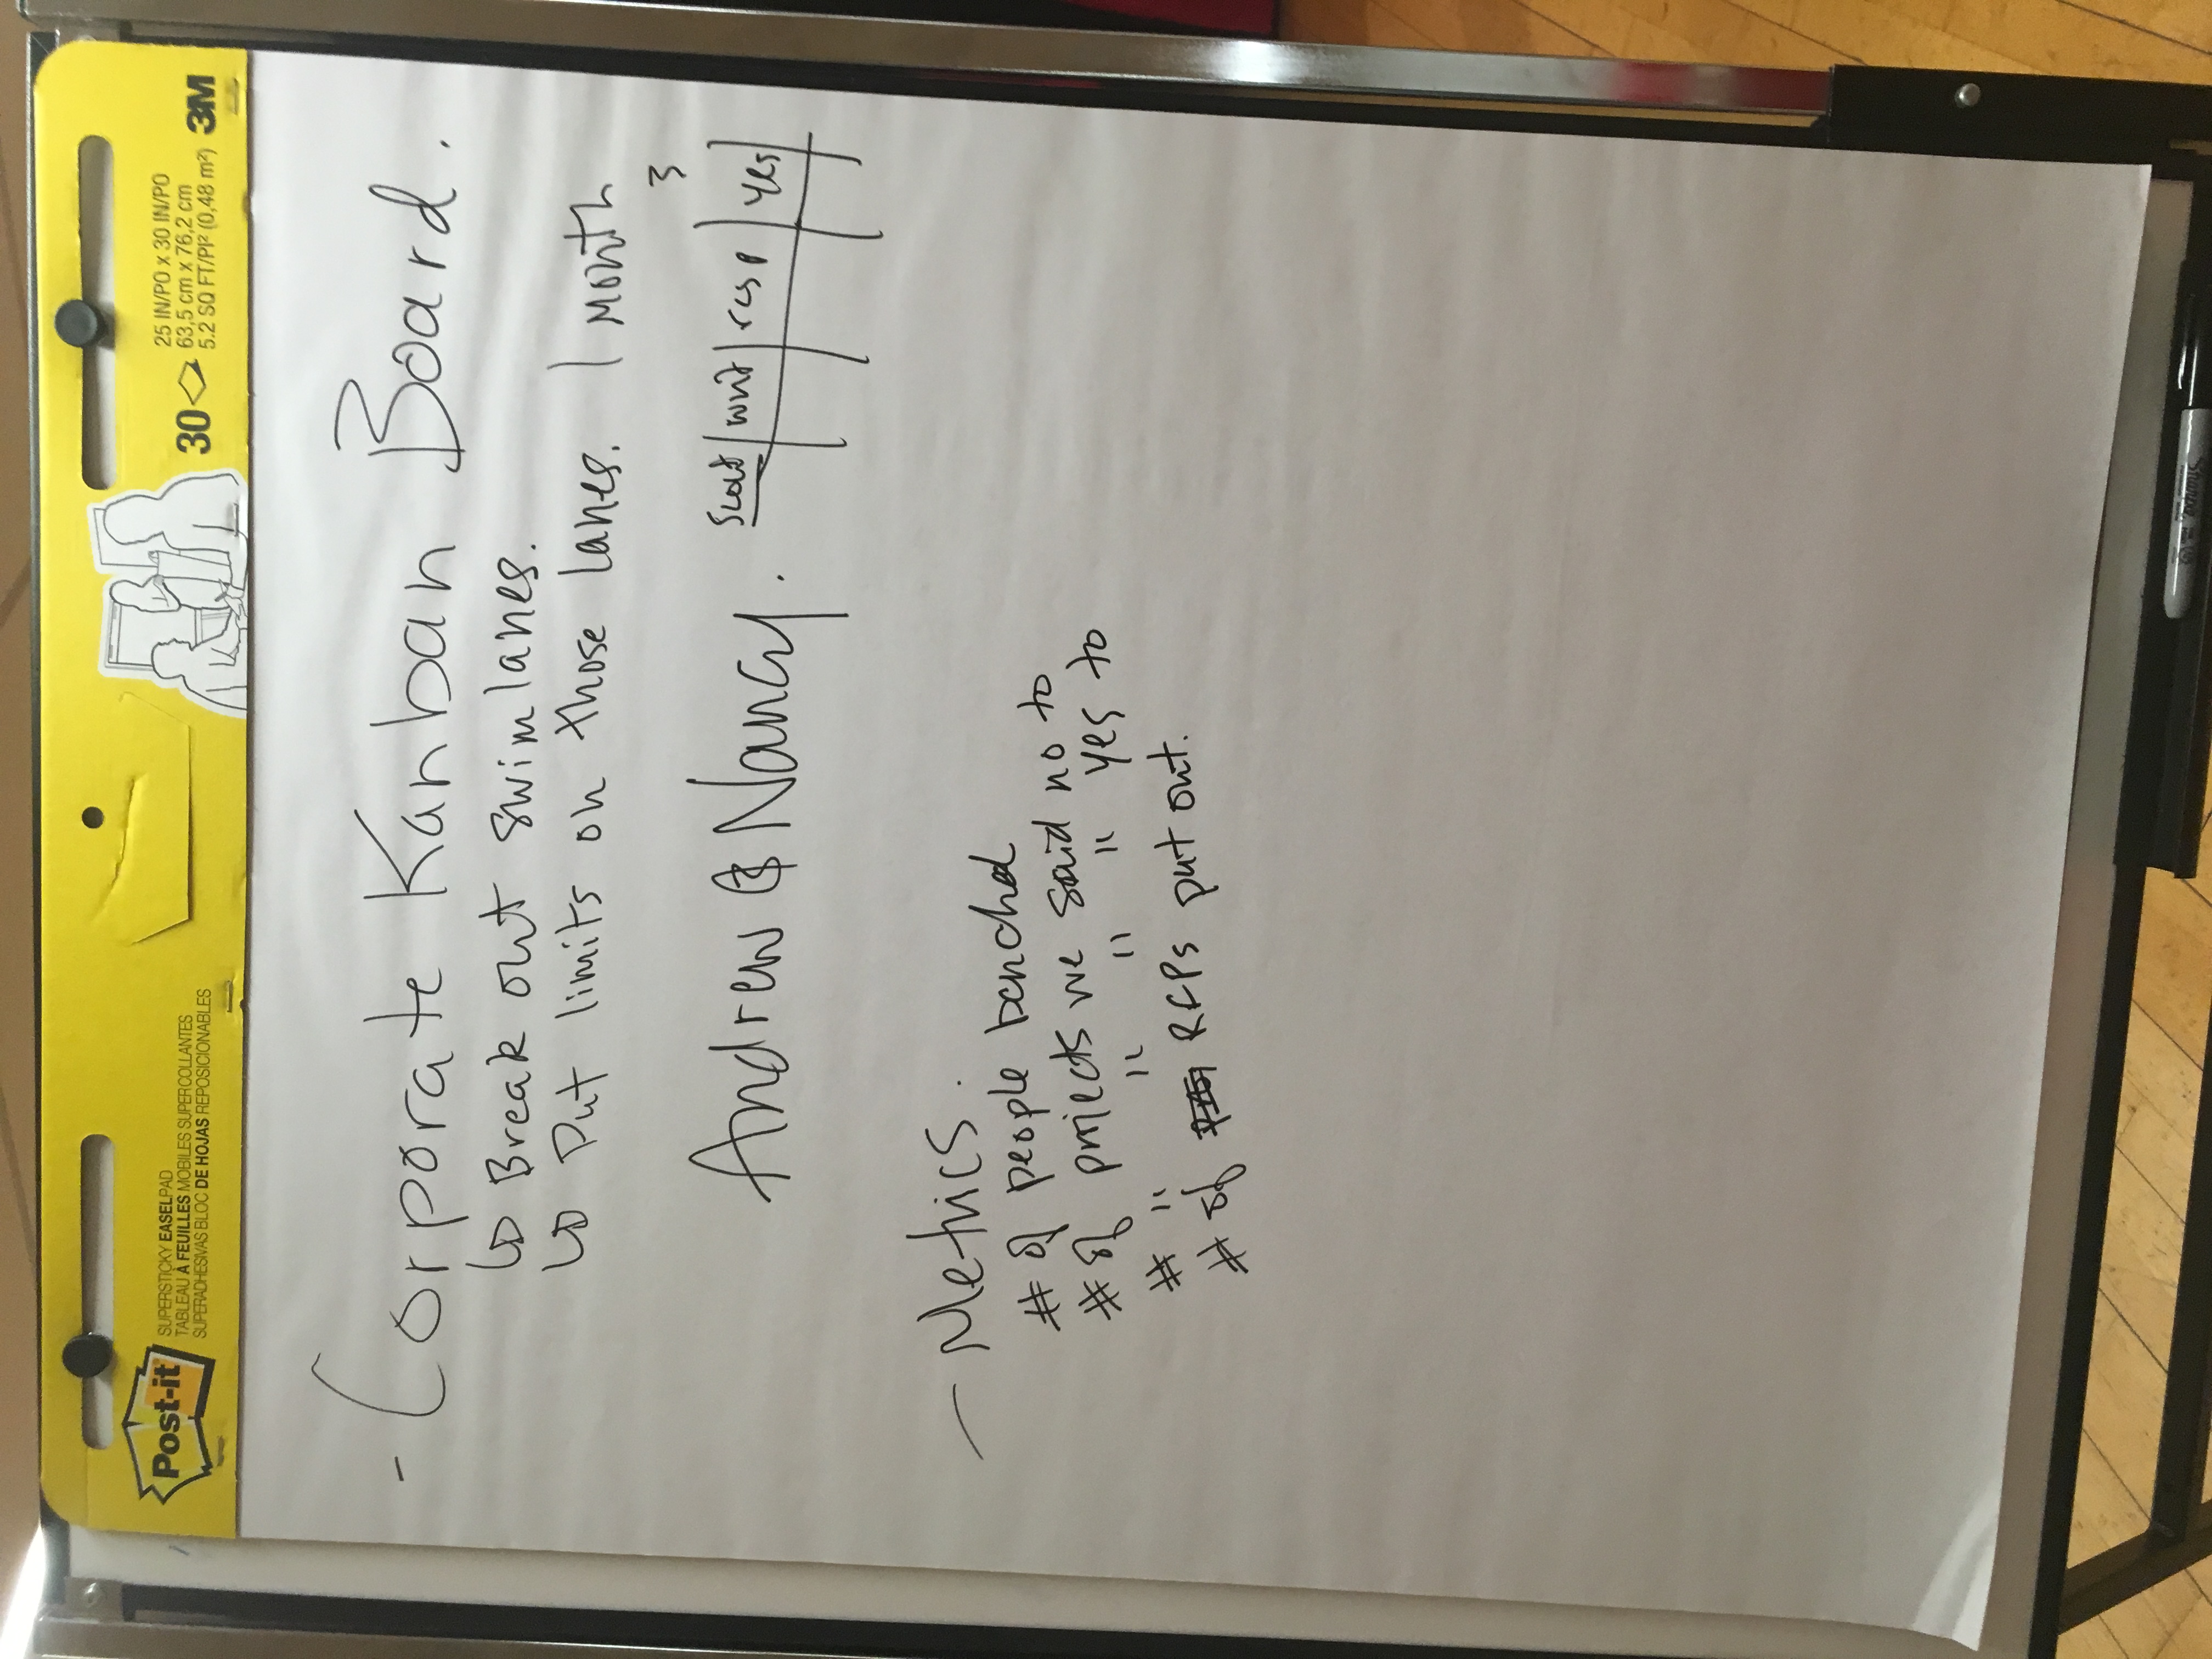 Post-it
SUPERSTICKY EASELPAD
TABLEAU À FEUILLES MOBILES SUPERCOLLANTES
SUPERADHESIVAS BLOC DE HOJAS REPOSICIONABLES
30
25 IN/PO x 30 IN/PO
63,5 cm x 76,2 cm
5.2 SQ FT/PI² (0,48 m²)
3M
- Corporate Kanban Board.
↳ Break out swimlanes.
↳ Put limits on those lanes. 1 Month
3
Andrew & Nancy.
scout | writ | resp | yes
- Metrics.
# of people benched
# of projects we said no to
# " " " " yes to
# of RFPs put out.
Sharpie